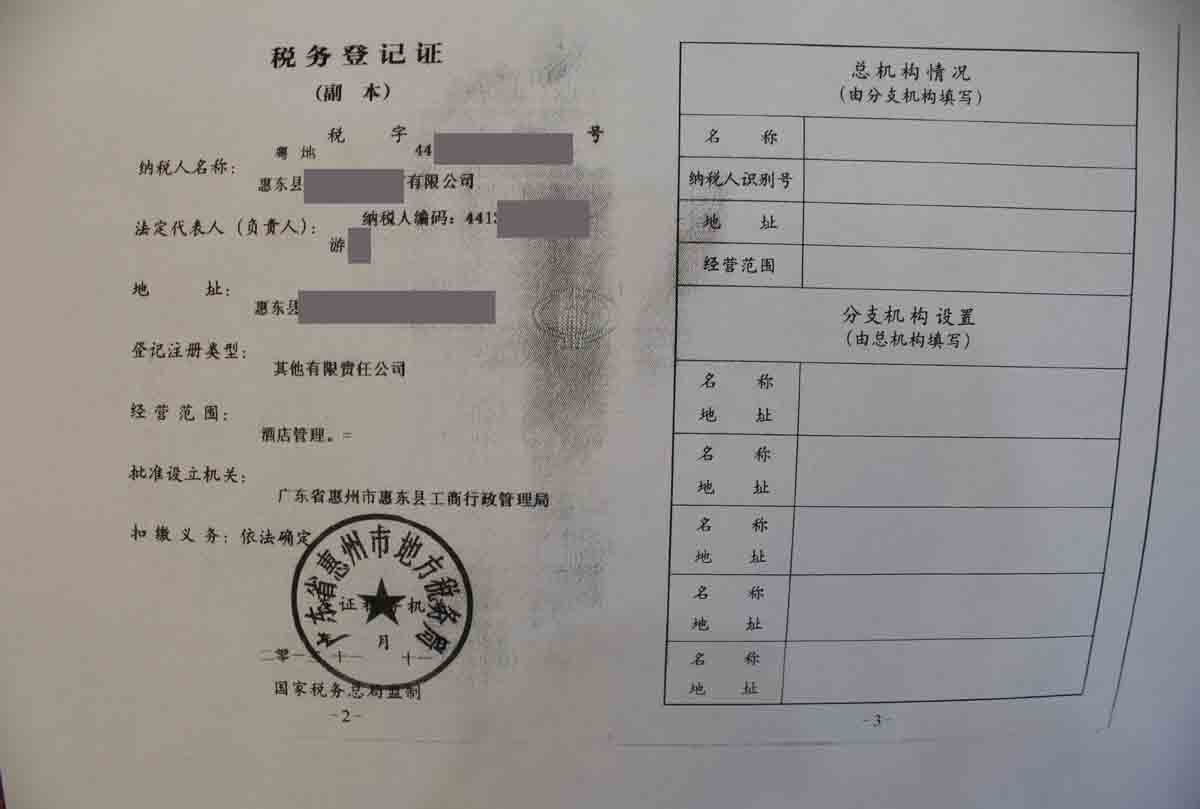 税务登记证
(副 本)
税 字 号
粤 地 44
纳税人名称:
惠东县 有限公司
纳税人编码: 441
法定代表人 (负责人):
游
地 址:
惠东县
登记注册类型:
其他有限责任公司
经营范围:
酒店管理。=
批准设立机关:
广东省惠州市惠东县工商行政管理局
扣缴义务: 依法确定
广东省惠州市地方税务局
证 机
月
二零一 十一 十一
国家税务总局监制
-2-
总机构情况
(由分支机构填写)
名 称
纳税人识别号
地 址
经营范围
分支机构设置
(由总机构填写)
名 称
地 址
名 称
地 址
名 称
地 址
名 称
地 址
名 称
地 址
-3-